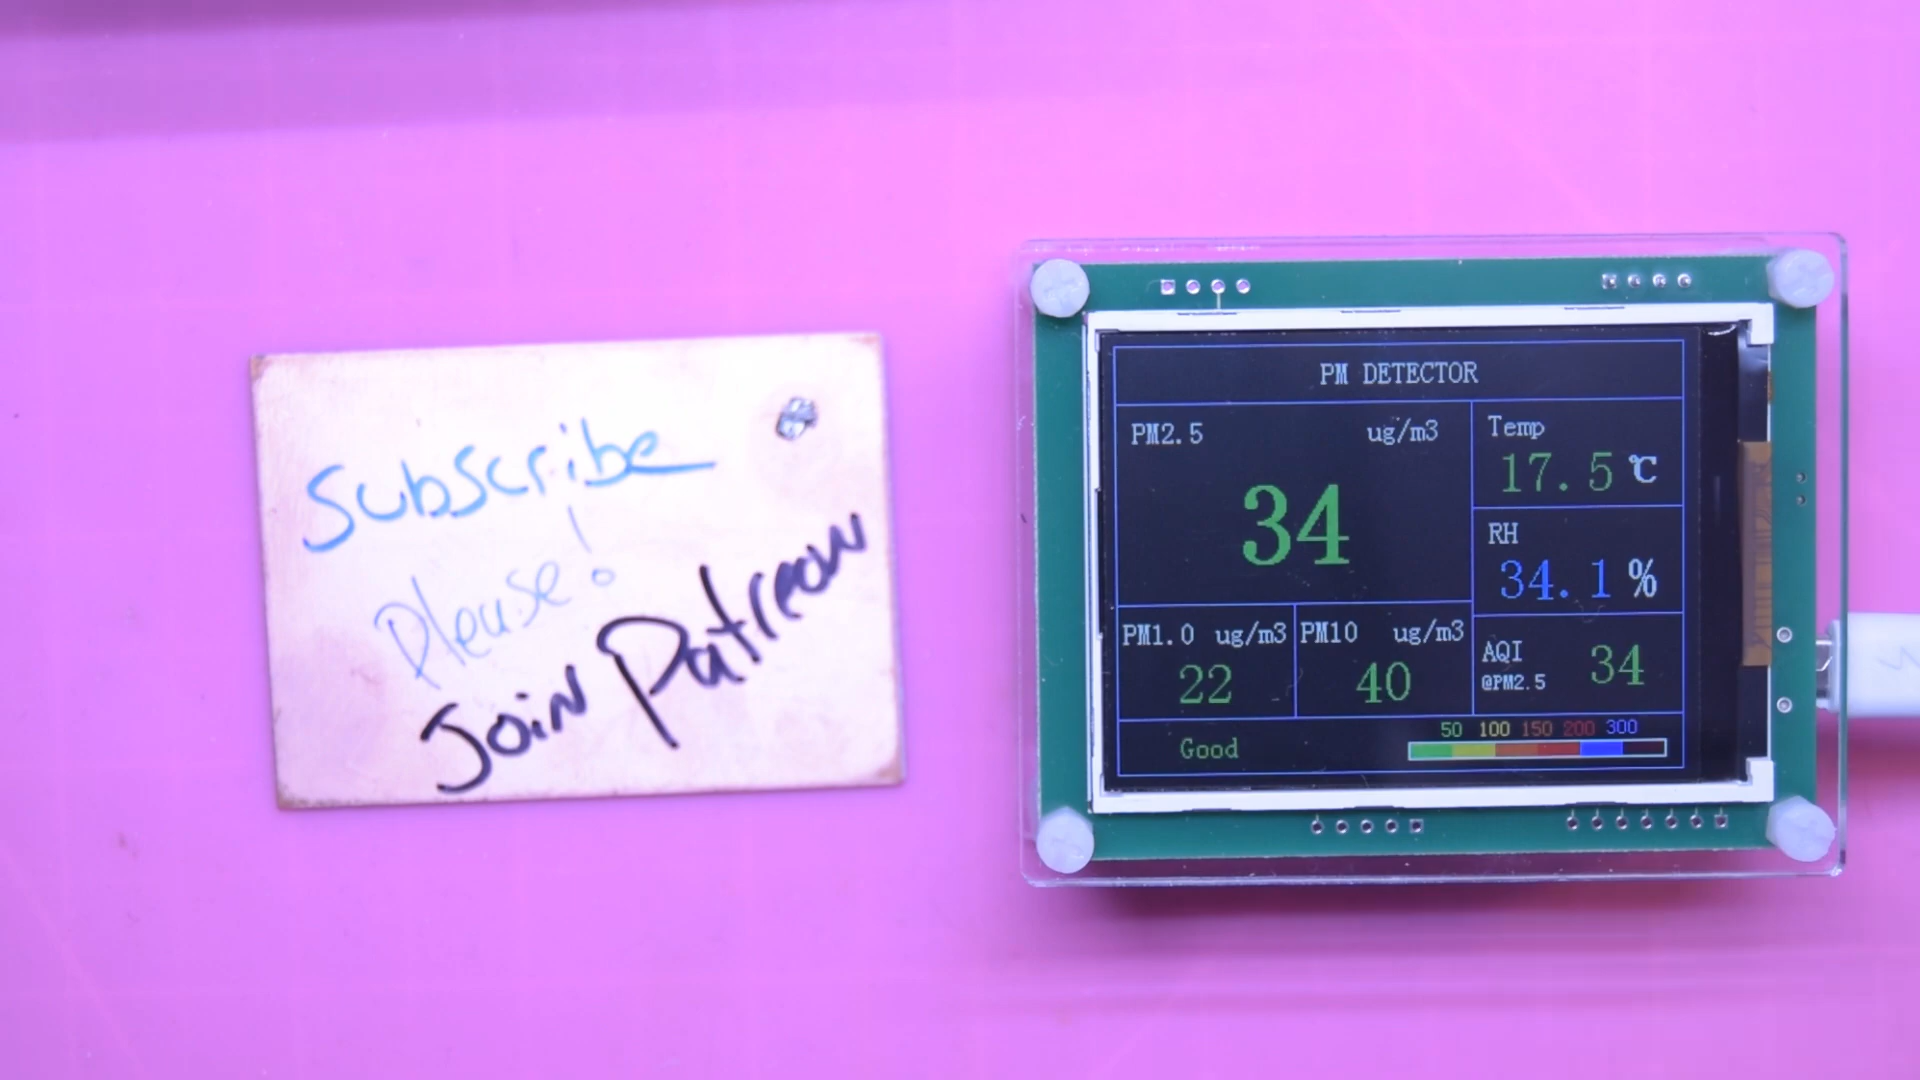 Subscribe
Please!
Join Patreon
PM DETECTOR
PM2.5 ug/m3
34
Temp
17.5 ℃
RH
34.1 %
PM1.0 ug/m3
22
PM10 ug/m3
40
AQI
@PM2.5
34
Good
50 100 150 200 300